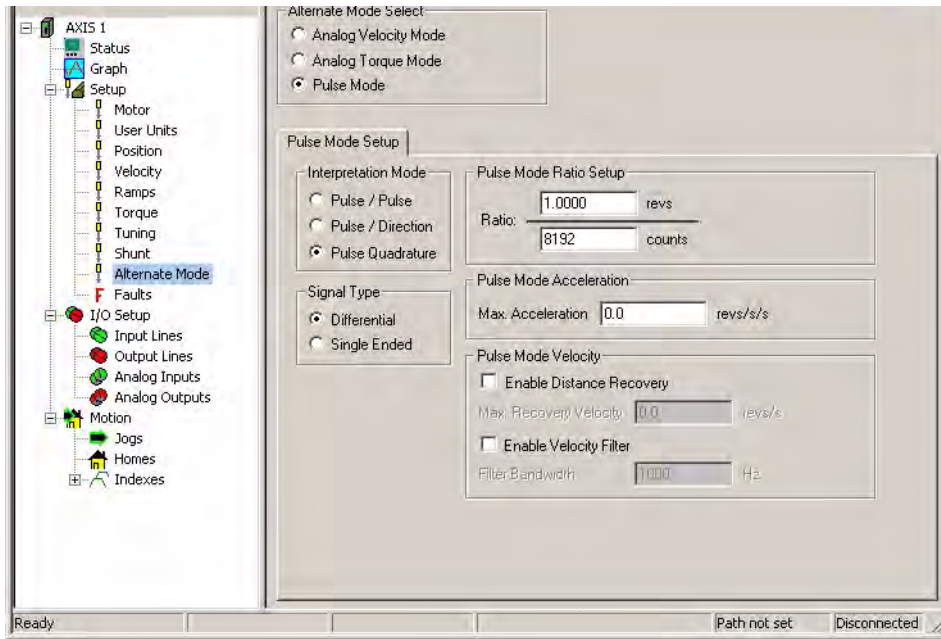 AXIS 1
Status
Graph
Setup
Motor
User Units
Position
Velocity
Ramps
Torque
Tuning
Shunt
Alternate Mode
Faults
I/O Setup
Input Lines
Output Lines
Analog Inputs
Analog Outputs
Motion
Jogs
Homes
Indexes
Alternate Mode Select
Analog Velocity Mode
Analog Torque Mode
Pulse Mode
Pulse Mode Setup
Interpretation Mode
Pulse / Pulse
Pulse / Direction
Pulse Quadrature
Signal Type
Differential
Single Ended
Pulse Mode Ratio Setup
Ratio: 1.0000 revs
8192 counts
Pulse Mode Acceleration
Max. Acceleration 0.0 revs/s/s
Pulse Mode Velocity
Enable Distance Recovery
Max. Recovery Velocity 0.0 revs/s
Enable Velocity Filter
Filter Bandwidth 1000 Hz
Ready Path not set Disconnected